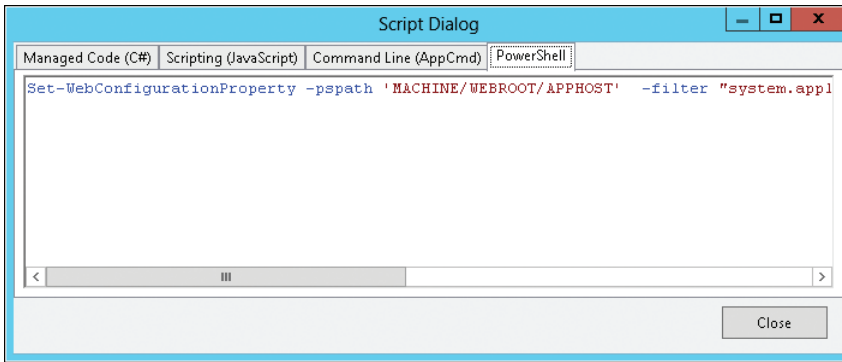 Script Dialog
Managed Code (C#) Scripting (JavaScript) Command Line (AppCmd) PowerShell
Set-WebConfigurationProperty -pspath 'MACHINE/WEBROOT/APPHOST'  -filter "system.appl
Close